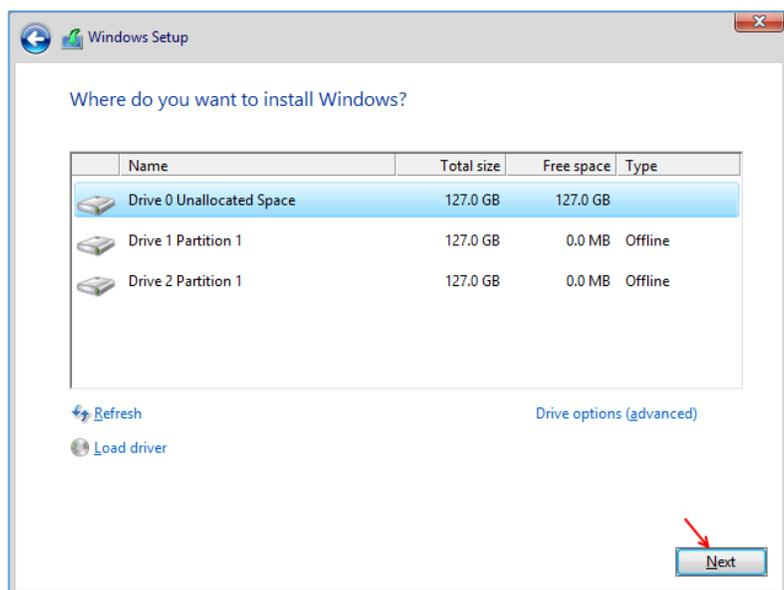 Windows Setup
Where do you want to install Windows?
Name Total size Free space Type
Drive 0 Unallocated Space 127.0 GB 127.0 GB
Drive 1 Partition 1 127.0 GB 0.0 MB Offline
Drive 2 Partition 1 127.0 GB 0.0 MB Offline
Refresh Drive options (advanced)
Load driver
Next